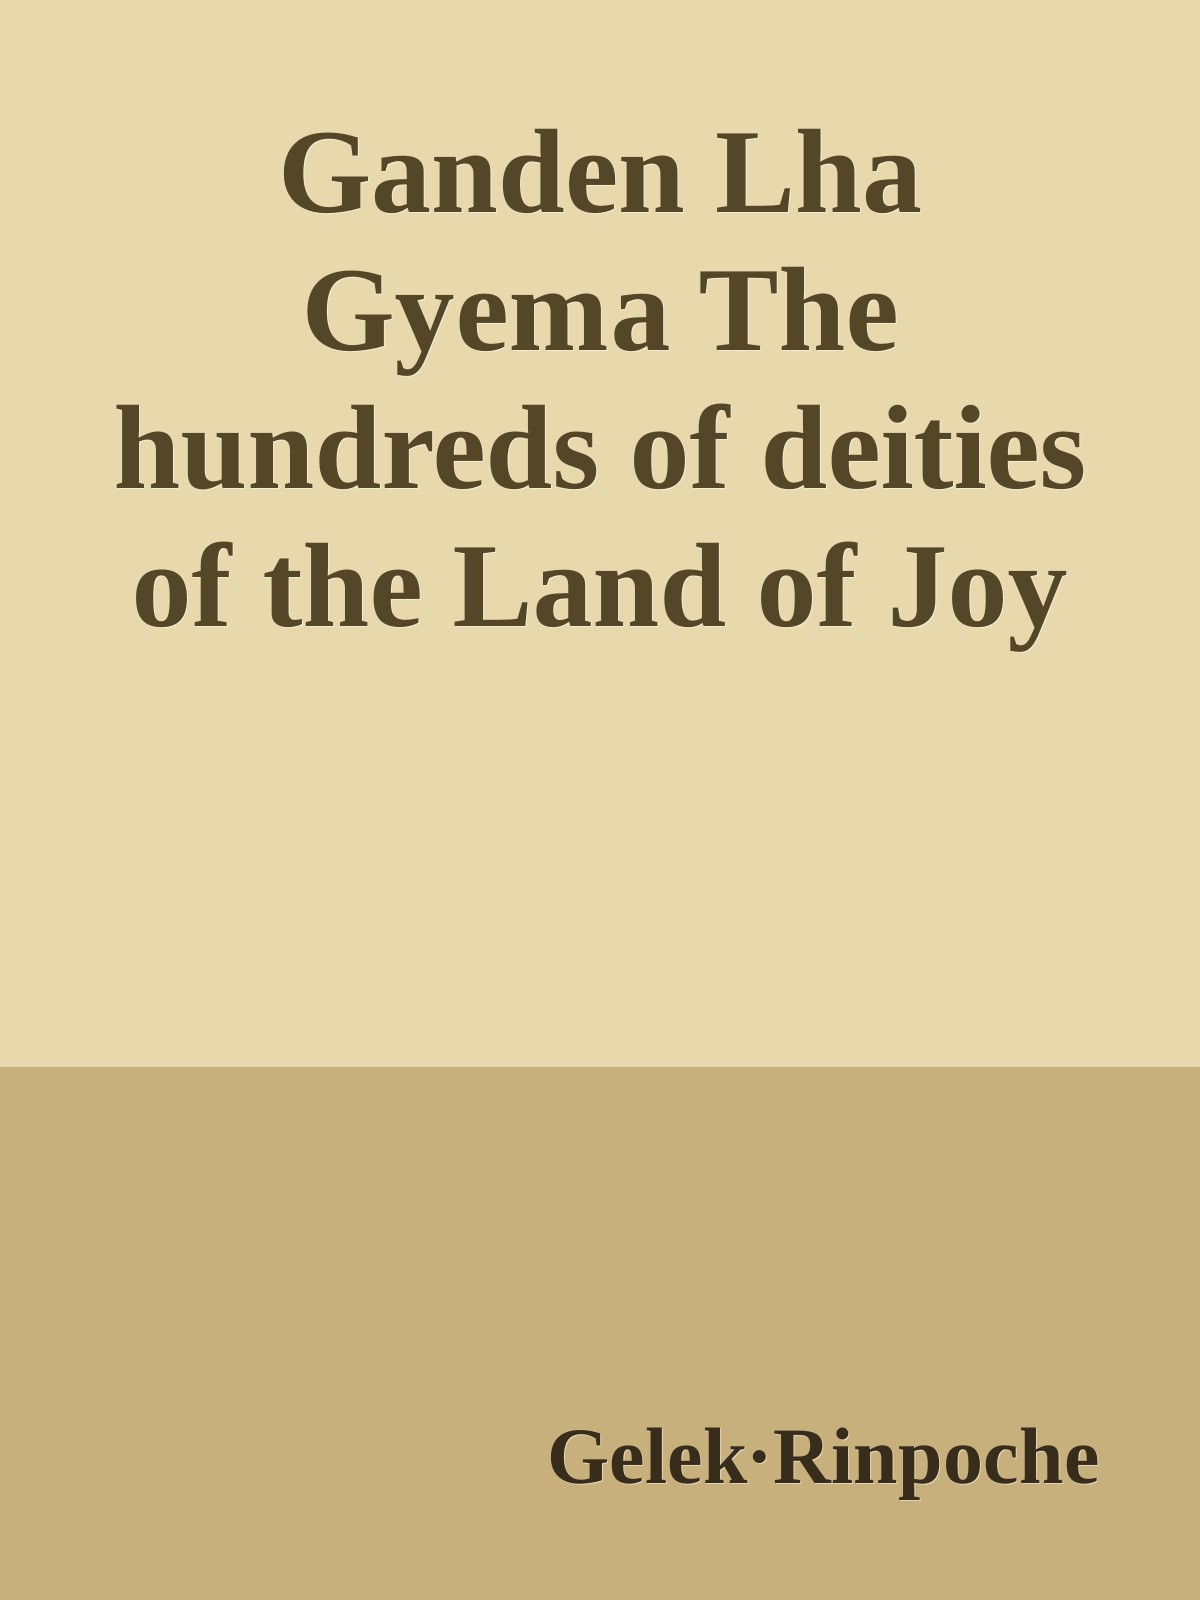 Ganden Lha
Gyema The
hundreds of deities
of the Land of Joy
Gelek·Rinpoche